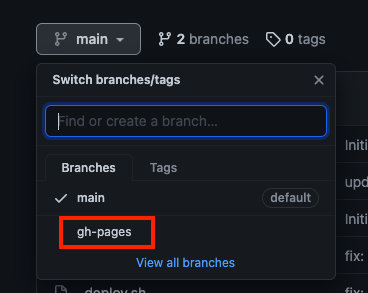 main
2 branches
0 tags
Switch branches/tags
Find or create a branch...
Branches
Tags
main
default
gh-pages
View all branches
Initi
upd
Initi
fix:
deploy.sh
fix: